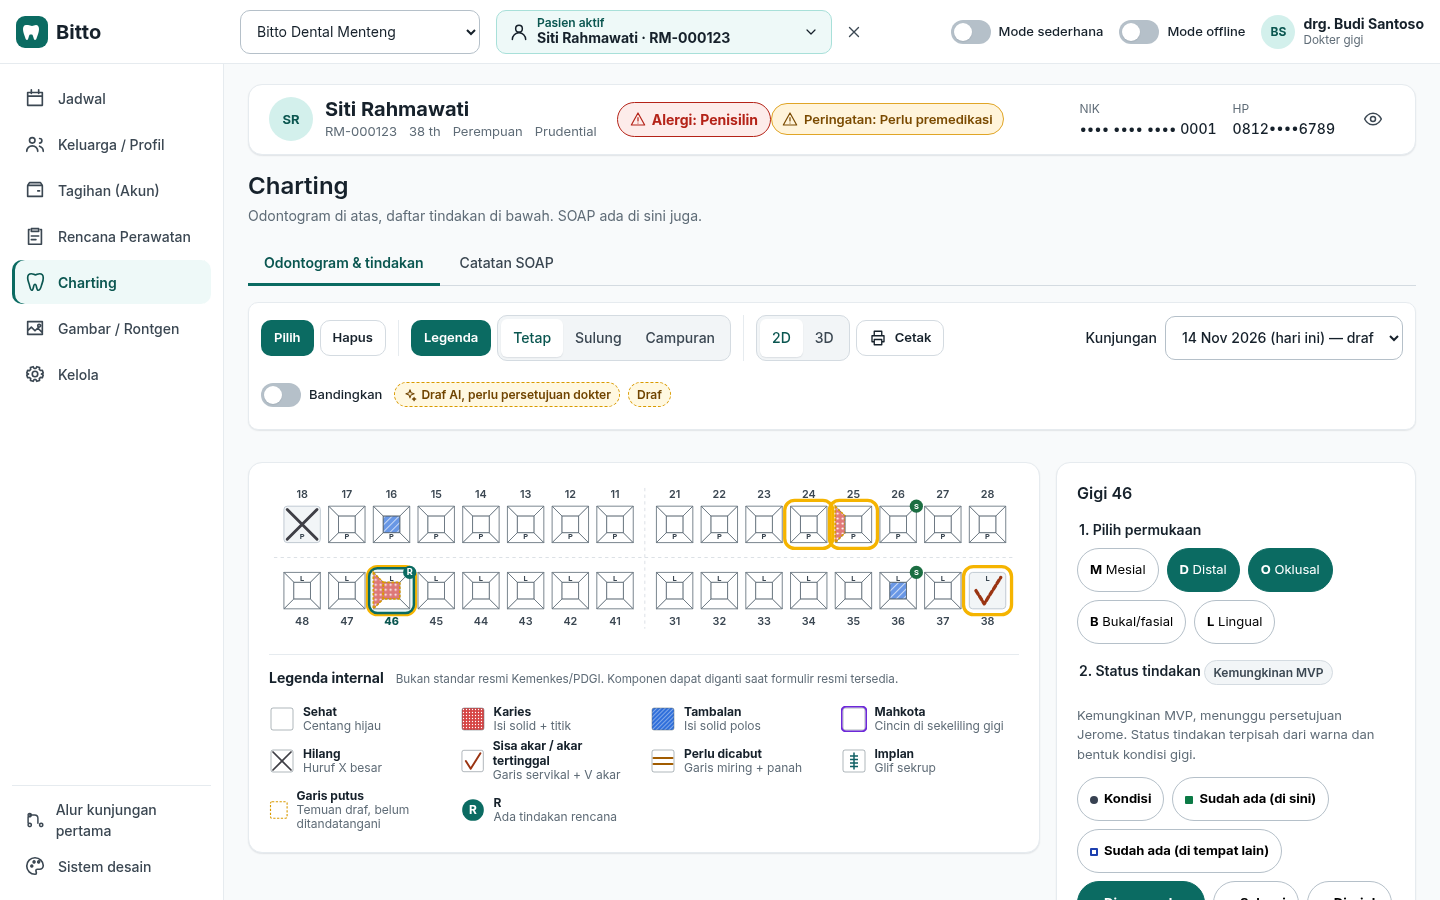 Bitto
Bitto Dental Menteng
Pasien aktif
Siti Rahmawati · RM-000123
Mode sederhana
Mode offline
BS
drg. Budi Santoso
Dokter gigi
Jadwal
Keluarga / Profil
Tagihan (Akun)
Rencana Perawatan
Charting
Gambar / Rontgen
Kelola
Alur kunjungan
pertama
Sistem desain
SR
Siti Rahmawati
RM-000123 38 th Perempuan Prudential
Alergi: Penisilin
Peringatan: Perlu premedikasi
NIK
•••• •••• •••• 0001
HP
0812••••6789
Charting
Odontogram di atas, daftar tindakan di bawah. SOAP ada di sini juga.
Odontogram & tindakan
Catatan SOAP
Pilih
Hapus
Legenda
Tetap
Sulung
Campuran
2D
3D
Cetak
Kunjungan
14 Nov 2026 (hari ini) — draf
Bandingkan
Draf AI, perlu persetujuan dokter
Draf
18 17 16 15 14 13 12 11 21 22 23 24 25 26 27 28
S
P P P P P P P P P P P P P P P P
R S
L L L L L L L L L L L L L L L L
48 47 46 45 44 43 42 41 31 32 33 34 35 36 37 38
Legenda internal
Bukan standar resmi Kemenkes/PDGI. Komponen dapat diganti saat formulir resmi tersedia.
Sehat
Centang hijau
Karies
Isi solid + titik
Tambalan
Isi solid polos
Mahkota
Cincin di sekeliling gigi
Hilang
Huruf X besar
Sisa akar / akar
tertinggal
Garis servikal + V akar
Perlu dicabut
Garis miring + panah
Implan
Glif sekrup
Garis putus
Temuan draf, belum
ditandatangani
R
R
Ada tindakan rencana
Gigi 46
1. Pilih permukaan
M Mesial
D Distal
O Oklusal
B Bukal/fasial
L Lingual
2. Status tindakan
Kemungkinan MVP
Kemungkinan MVP, menunggu persetujuan
Jerome. Status tindakan terpisah dari warna dan
bentuk kondisi gigi.
Kondisi
Sudah ada (di sini)
Sudah ada (di tempat lain)